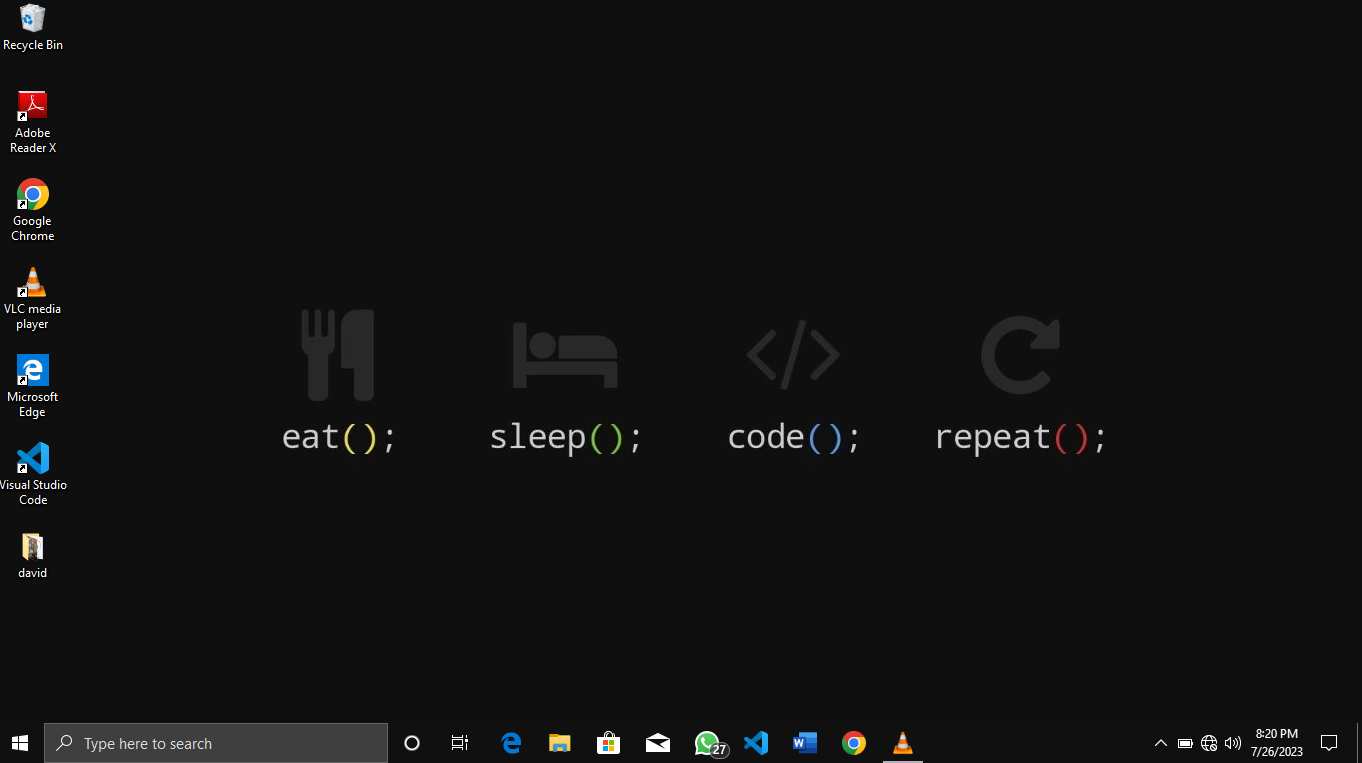 Recycle Bin
Adobe
Reader X
Google
Chrome
VLC media
player
Microsoft
Edge
Visual Studio
Code
david
eat(); sleep(); code(); repeat();
Type here to search
27
W
8:20 PM
7/26/2023